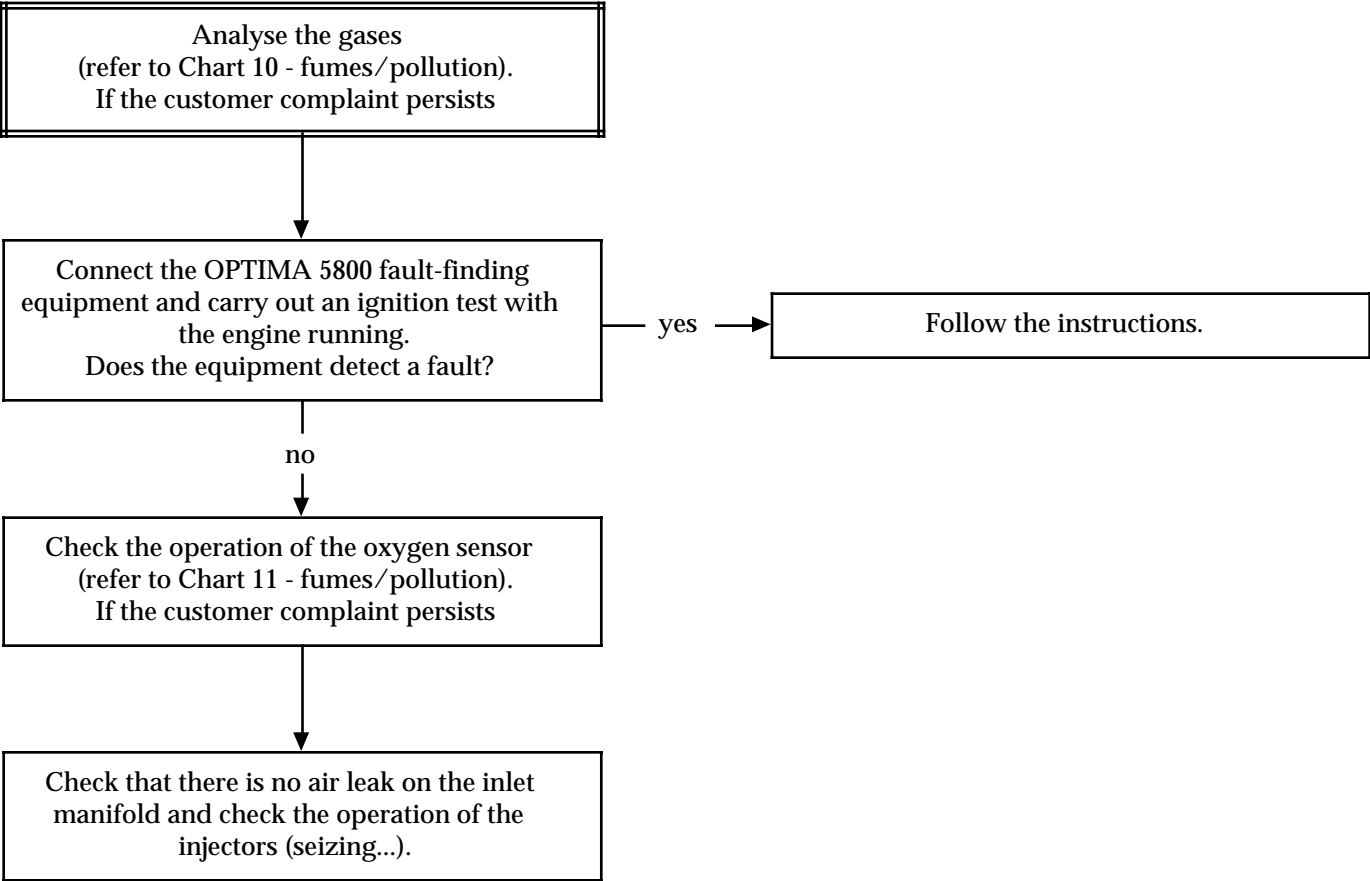 Analyse the gases
(refer to Chart 10 - fumes/pollution).
If the customer complaint persists
Connect the OPTIMA 5800 fault-finding
equipment and carry out an ignition test with
the engine running.
Does the equipment detect a fault?
yes
Follow the instructions.
no
Check the operation of the oxygen sensor
(refer to Chart 11 - fumes/pollution).
If the customer complaint persists
Check that there is no air leak on the inlet
manifold and check the operation of the
injectors (seizing...).